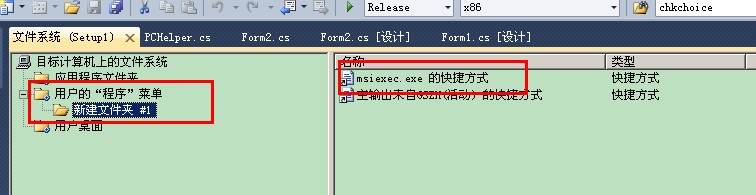 Release x86 chkchoice
文件系统 (Setup1) PCHelper.cs Form2.cs Form2.cs [设计] Form1.cs [设计]
目标计算机上的文件系统
应用程序文件夹
用户的“程序”菜单
新建文件夹 #1
用户桌面
名称 类型
msiexec.exe 的快捷方式 快捷方式
主输出来自GSZH(活动) 的快捷方式 快捷方式